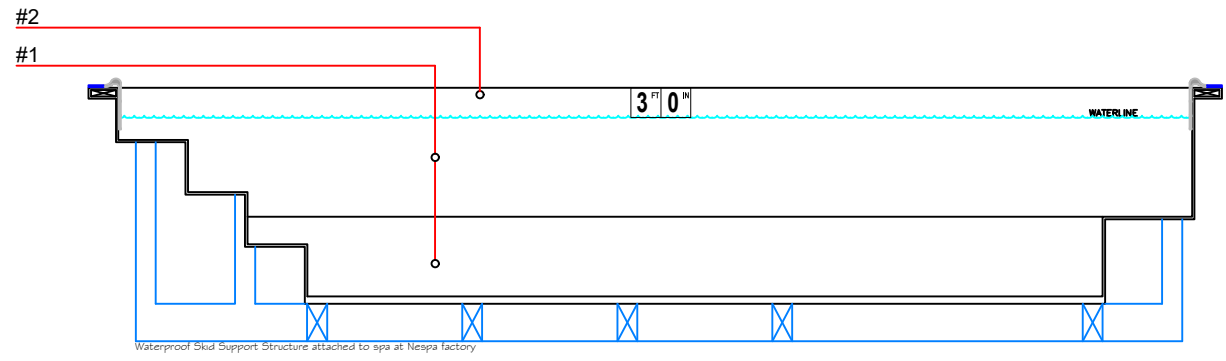 #2
#1
3 FT 0 IN
WATERLINE
Waterproof Skid Support Structure attached to spa at Nespa factory